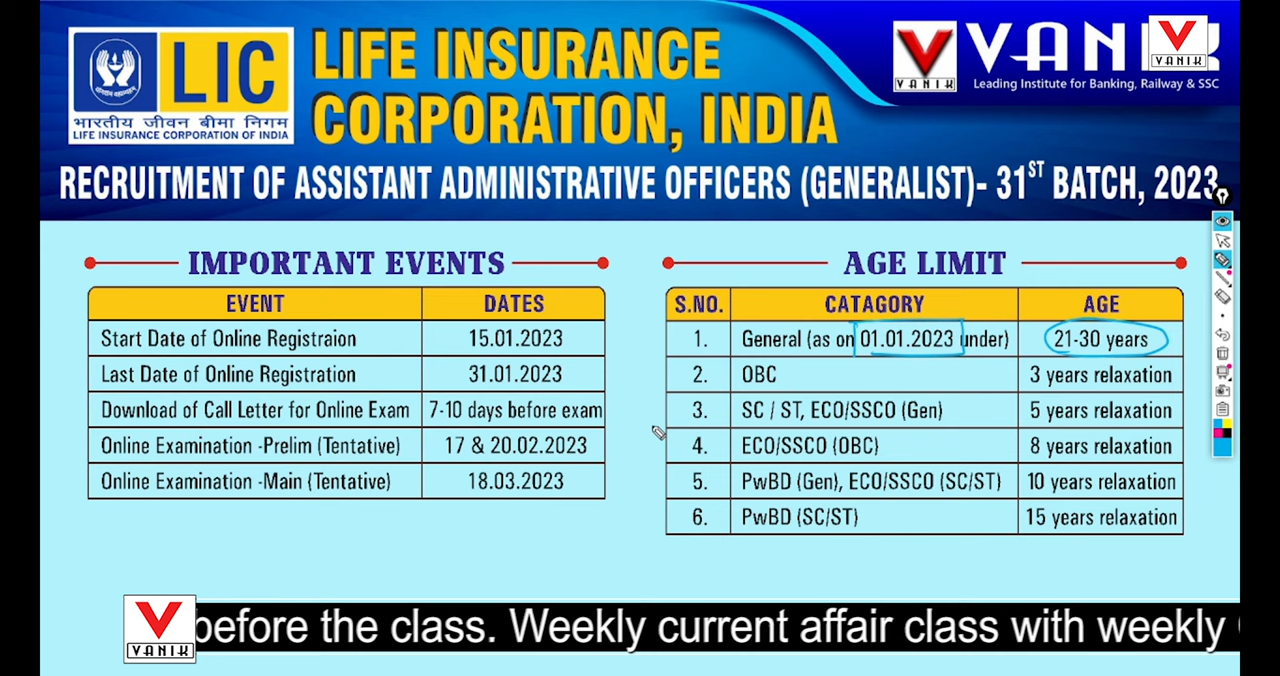 LIC
भारतीय जीवन बीमा निगम
LIFE INSURANCE CORPORATION OF INDIA
LIFE INSURANCE
CORPORATION, INDIA
VANIK
VANIK
VANIK
Leading Institute for Banking, Railway & SSC
RECRUITMENT OF ASSISTANT ADMINISTRATIVE OFFICERS (GENERALIST)- 31ST BATCH, 2023
IMPORTANT EVENTS
EVENT DATES
Start Date of Online Registraion 15.01.2023
Last Date of Online Registration 31.01.2023
Download of Call Letter for Online Exam 7-10 days before exam
Online Examination -Prelim (Tentative) 17 & 20.02.2023
Online Examination -Main (Tentative) 18.03.2023
AGE LIMIT
S.NO. CATAGORY AGE
1. General (as on 01.01.2023 under) 21-30 years
2. OBC 3 years relaxation
3. SC / ST, ECO/SSCO (Gen) 5 years relaxation
4. ECO/SSCO (OBC) 8 years relaxation
5. PwBD (Gen), ECO/SSCO (SC/ST) 10 years relaxation
6. PwBD (SC/ST) 15 years relaxation
VANIK
before the class. Weekly current affair class with weekly